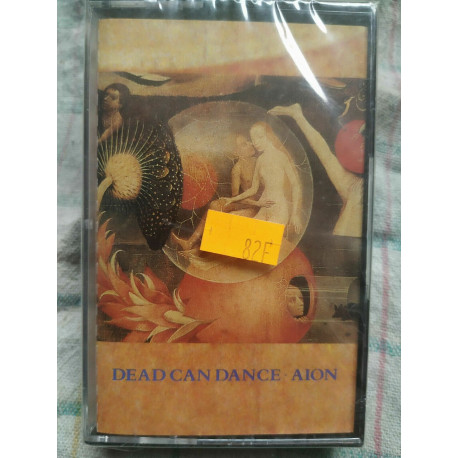 82F
DEAD CAN DANCE · AION